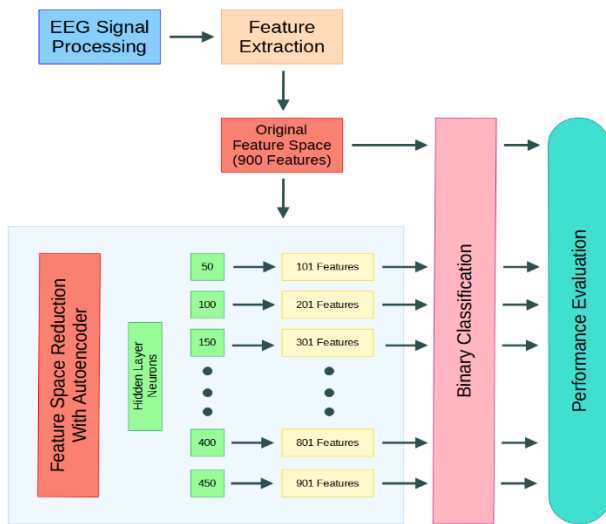 EEG Signal
Processing
Feature
Extraction
Original
Feature Space
(900 Features)
Feature Space Reduction
With Autoencoder
Hidden Layer
Neurons
50
101 Features
100
201 Features
150
301 Features
400
801 Features
450
901 Features
Binary Classification
Performance Evaluation